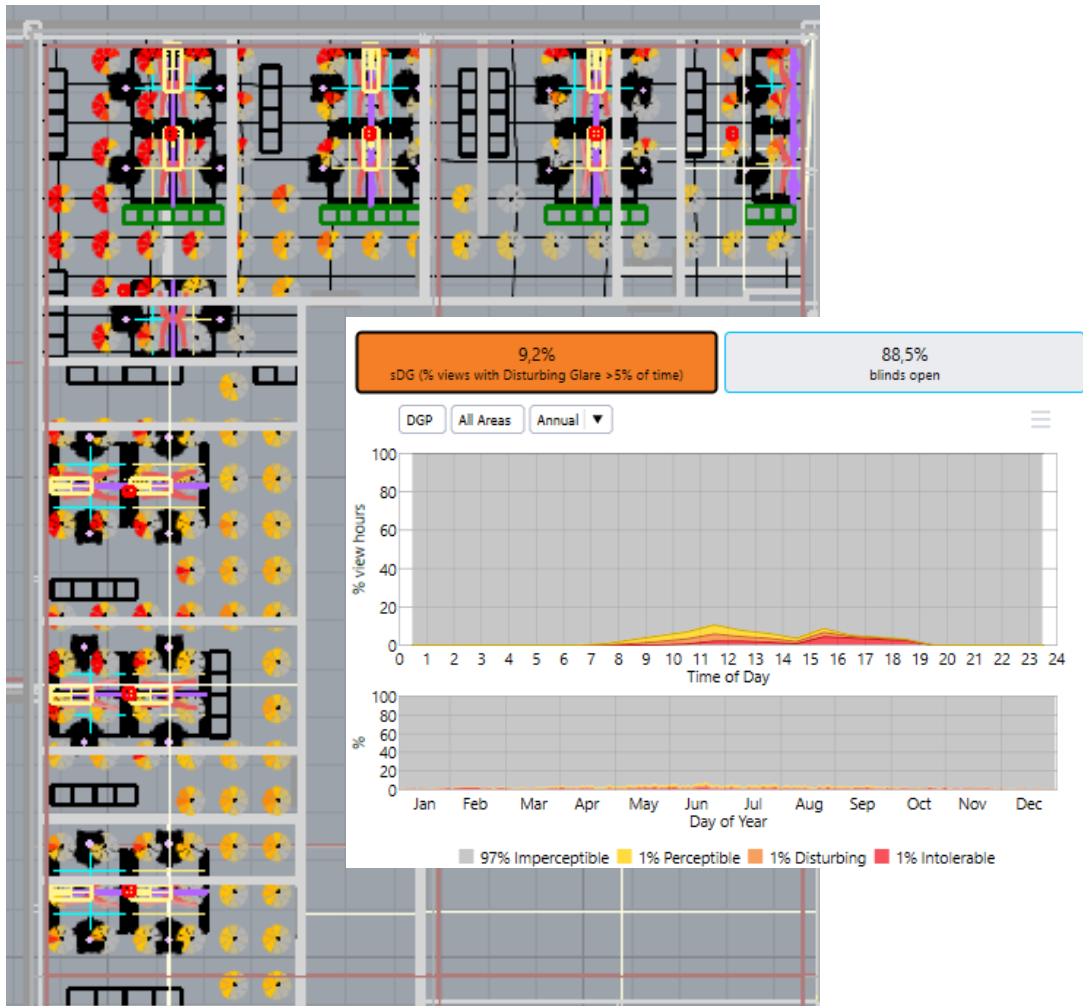 9,2%
sDG (% views with Disturbing Glare >5% of time)
88,5%
blinds open
DGP All Areas Annual ▼
% view hours
100
80
60
40
20
0
0 1 2 3 4 5 6 7 8 9 10 11 12 13 14 15 16 17 18 19 20 21 22 23 24
Time of Day
%
100
80
60
40
20
0
Jan Feb Mar Apr May Jun Jul Aug Sep Oct Nov Dec
Day of Year
97% Imperceptible 1% Perceptible 1% Disturbing 1% Intolerable